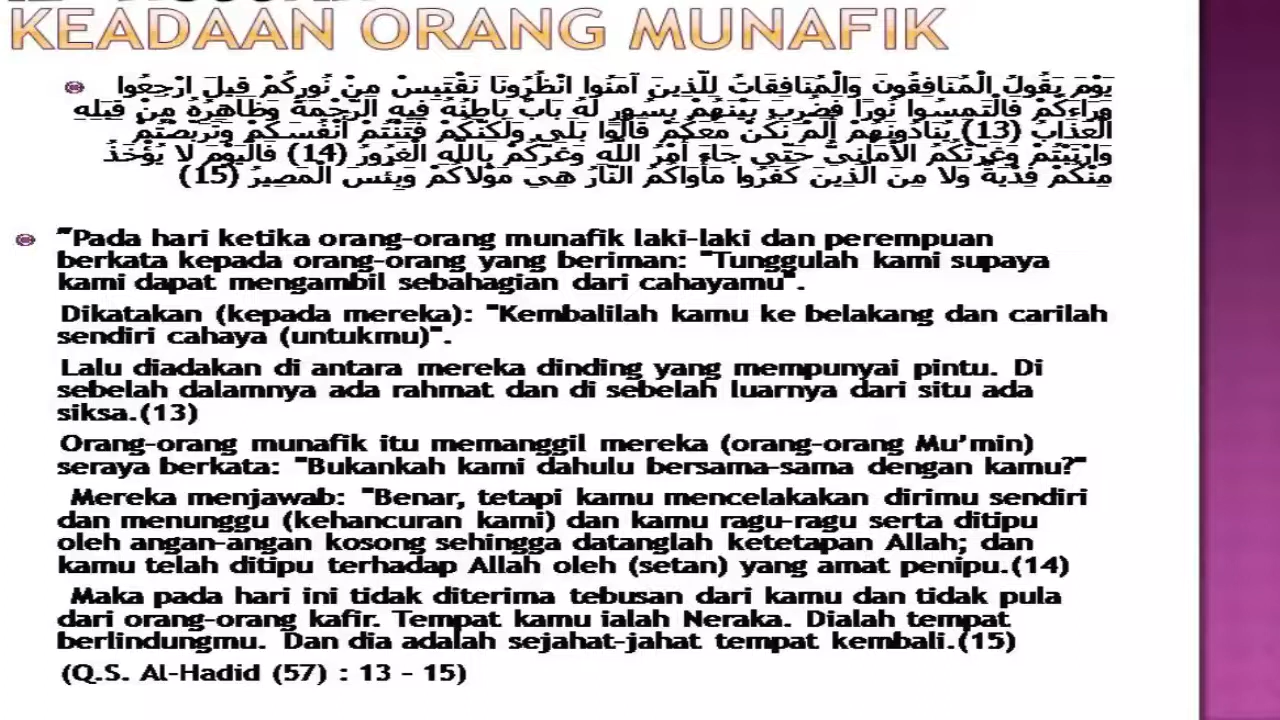 KEADAAN ORANG MUNAFIK
يَوْمَ يَقُولُ الْمُنَافِقُونَ وَالْمُنَافِقَاتُ لِلَّذِينَ آمَنُوا انْظُرُونَا نَقْتَبِسْ مِنْ نُورِكُمْ قِيلَ ارْجِعُوا
وَرَاءَكُمْ فَالْتَمِسُوا نُورًا فَضُرِبَ بَيْنَهُمْ بِسُورٍ لَهُ بَابٌ بَاطِنُهُ فِيهِ الرَّحْمَةُ وَظَاهِرُهُ مِنْ قِبَلِهِ
الْعَذَابُ (13) يُنَادُونَهُمْ أَلَمْ نَكُنْ مَعَكُمْ قَالُوا بَلَى وَلَكِنَّكُمْ فَتَنْتُمْ أَنْفُسَكُمْ وَتَرَبَّصْتُمْ
وَارْتَبْتُمْ وَغَرَّتْكُمُ الأَمَانِيُّ حَتَّى جَاءَ أَمْرُ اللَّهِ وَغَرَّكُمْ بِاللَّهِ الْغَرُورُ (14) فَالْيَوْمَ لَا يُؤْخَذُ
مِنْكُمْ فِدْيَةٌ وَلَا مِنَ الَّذِينَ كَفَرُوا مَأْوَاكُمُ النَّارُ هِيَ مَوْلَاكُمْ وَبِئْسَ الْمَصِيرُ (15)
"Pada hari ketika orang-orang munafik laki-laki dan perempuan
berkata kepada orang-orang yang beriman: "Tunggulah kami supaya
kami dapat mengambil sebahagian dari cahayamu".
Dikatakan (kepada mereka): "Kembalilah kamu ke belakang dan carilah
sendiri cahaya (untukmu)".
Lalu diadakan di antara mereka dinding yang mempunyai pintu. Di
sebelah dalamnya ada rahmat dan di sebelah luarnya dari situ ada
siksa.(13)
Orang-orang munafik itu memanggil mereka (orang-orang Mu'min)
seraya berkata: "Bukankah kami dahulu bersama-sama dengan kamu?"
Mereka menjawab: "Benar, tetapi kamu mencelakakan dirimu sendiri
dan menunggu (kehancuran kami) dan kamu ragu-ragu serta ditipu
oleh angan-angan kosong sehingga datanglah ketetapan Allah; dan
kamu telah ditipu terhadap Allah oleh (setan) yang amat penipu.(14)
Maka pada hari ini tidak diterima tebusan dari kamu dan tidak pula
dari orang-orang kafir. Tempat kamu ialah Neraka. Dialah tempat
berlindungmu. Dan dia adalah sejahat-jahat tempat kembali.(15)
(Q.S. Al-Hadid (57) : 13 - 15)